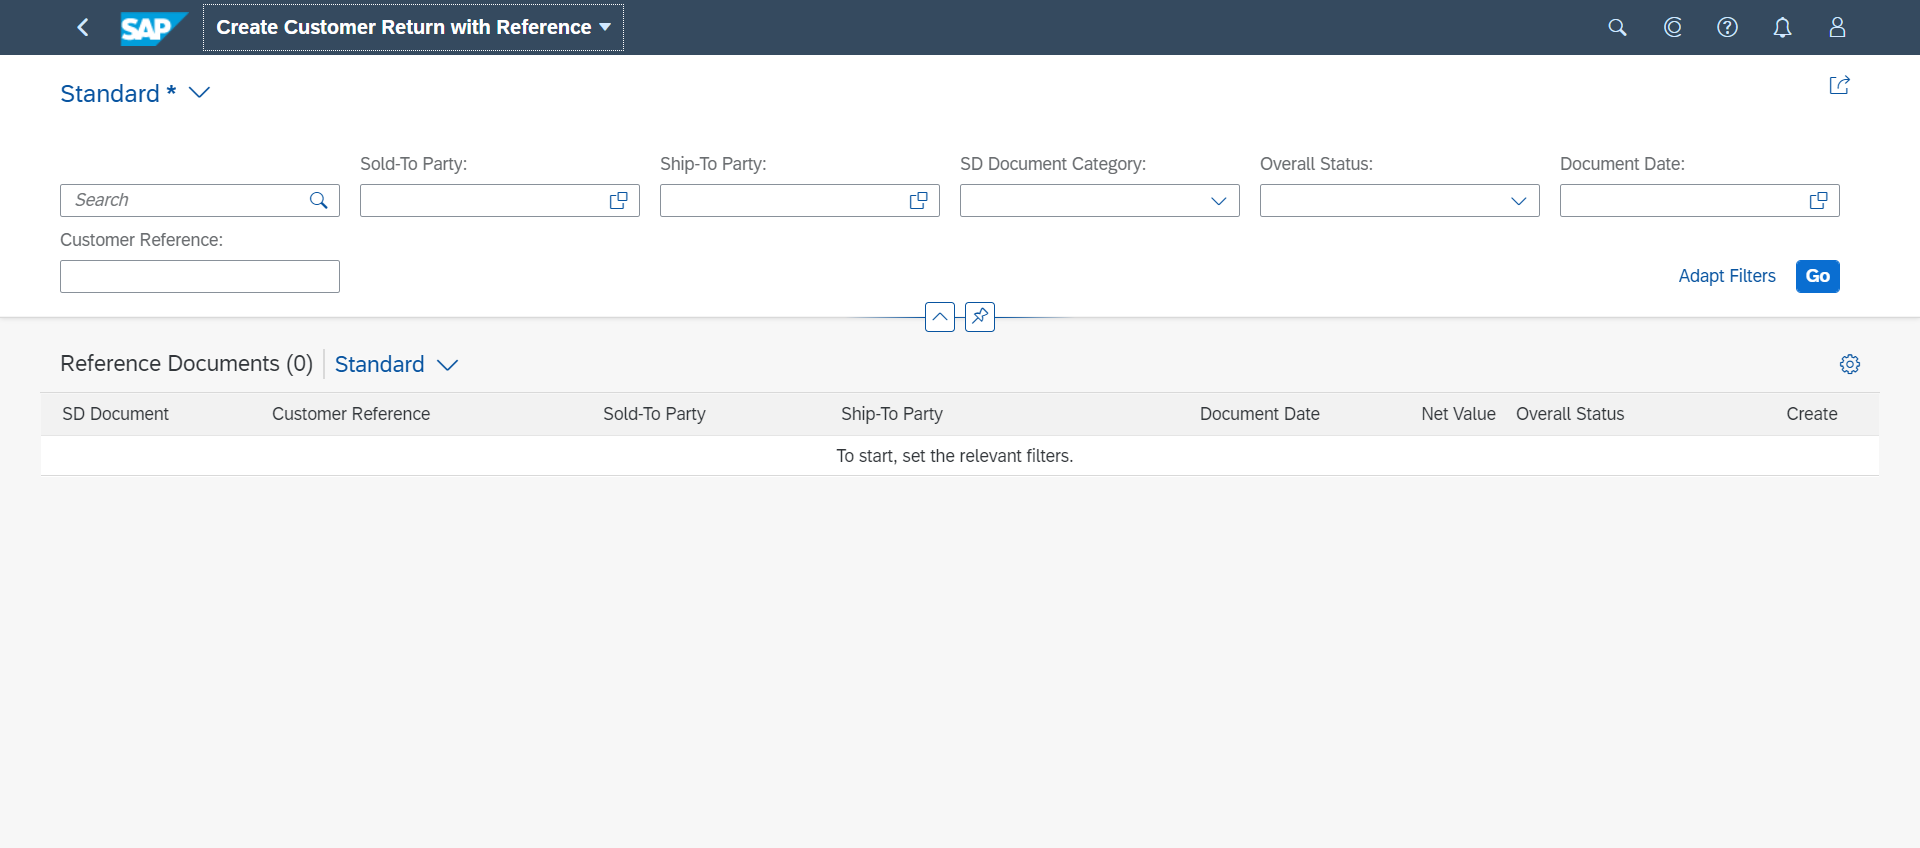 SAP Create Customer Return with Reference
Standard *
Sold-To Party: Ship-To Party: SD Document Category: Overall Status: Document Date:
Search
Customer Reference:
Adapt Filters Go
Reference Documents (0) Standard
SD Document Customer Reference Sold-To Party Ship-To Party Document Date Net Value Overall Status Create
To start, set the relevant filters.